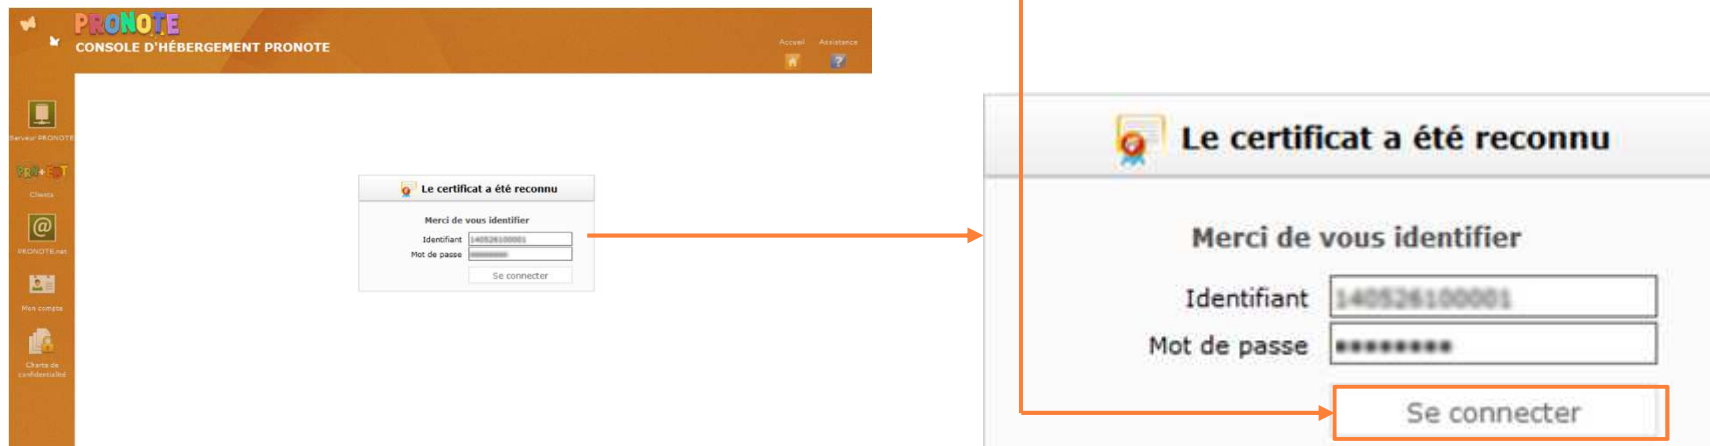 PRONOTE
CONSOLE D'HÉBERGEMENT PRONOTE
Accueil Assistance
Serveur PRONOTE
Clients
@
PRONOTE.net
Mon compte
Charte de
confidentialité
Le certificat a été reconnu
Merci de vous identifier
Identifiant
Mot de passe
Se connecter
Le certificat a été reconnu
Merci de vous identifier
Identifiant
Mot de passe
Se connecter